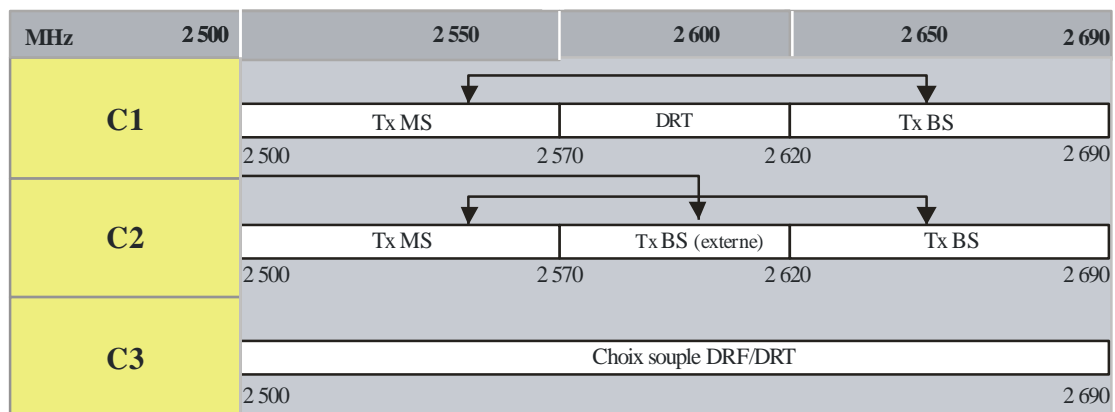 MHz 2 500 2 550 2 600 2 650 2 690
C1 Tx MS DRT Tx BS
2 500 2 570 2 620 2 690
C2 Tx MS Tx BS (externe) Tx BS
2 500 2 570 2 620 2 690
C3 Choix souple DRF/DRT
2 500 2 690